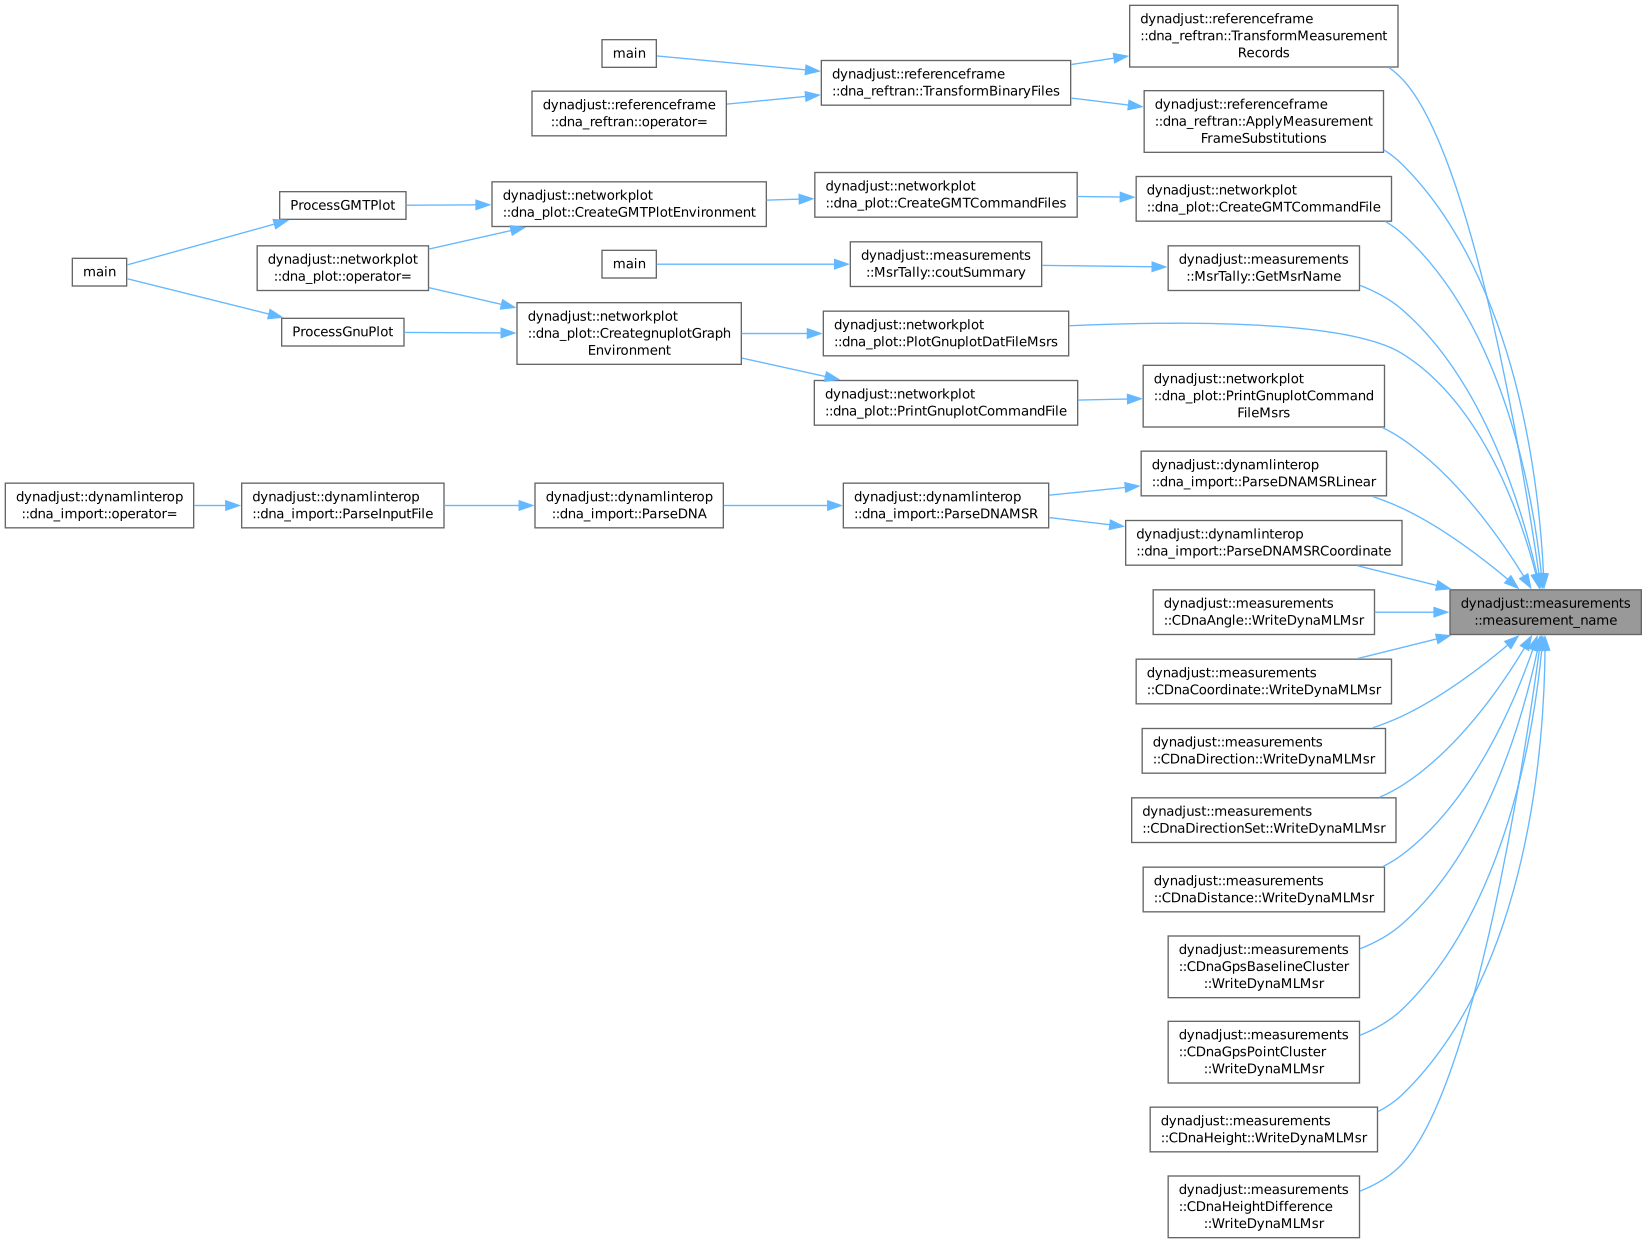 dynadjust::referenceframe
::dna_reftran::TransformMeasurement
Records
main
dynadjust::referenceframe
::dna_reftran::TransformBinaryFiles
dynadjust::referenceframe
::dna_reftran::operator=
dynadjust::referenceframe
::dna_reftran::ApplyMeasurement
FrameSubstitutions
ProcessGMTPlot
dynadjust::networkplot
::dna_plot::CreateGMTPlotEnvironment
dynadjust::networkplot
::dna_plot::CreateGMTCommandFiles
dynadjust::networkplot
::dna_plot::CreateGMTCommandFile
main
dynadjust::networkplot
::dna_plot::operator=
main
dynadjust::measurements
::MsrTally::coutSummary
dynadjust::measurements
::MsrTally::GetMsrName
ProcessGnuPlot
dynadjust::networkplot
::dna_plot::CreategnuplotGraph
Environment
dynadjust::networkplot
::dna_plot::PlotGnuplotDatFileMsrs
dynadjust::networkplot
::dna_plot::PrintGnuplotCommandFile
dynadjust::networkplot
::dna_plot::PrintGnuplotCommand
FileMsrs
dynadjust::dynamlinterop
::dna_import::operator=
dynadjust::dynamlinterop
::dna_import::ParseInputFile
dynadjust::dynamlinterop
::dna_import::ParseDNA
dynadjust::dynamlinterop
::dna_import::ParseDNAMSR
dynadjust::dynamlinterop
::dna_import::ParseDNAMSRLinear
dynadjust::dynamlinterop
::dna_import::ParseDNAMSRCoordinate
dynadjust::measurements
::measurement_name
dynadjust::measurements
::CDnaAngle::WriteDynaMLMsr
dynadjust::measurements
::CDnaCoordinate::WriteDynaMLMsr
dynadjust::measurements
::CDnaDirection::WriteDynaMLMsr
dynadjust::measurements
::CDnaDirectionSet::WriteDynaMLMsr
dynadjust::measurements
::CDnaDistance::WriteDynaMLMsr
dynadjust::measurements
::CDnaGpsBaselineCluster
::WriteDynaMLMsr
dynadjust::measurements
::CDnaGpsPointCluster
::WriteDynaMLMsr
dynadjust::measurements
::CDnaHeight::WriteDynaMLMsr
dynadjust::measurements
::CDnaHeightDifference
::WriteDynaMLMsr